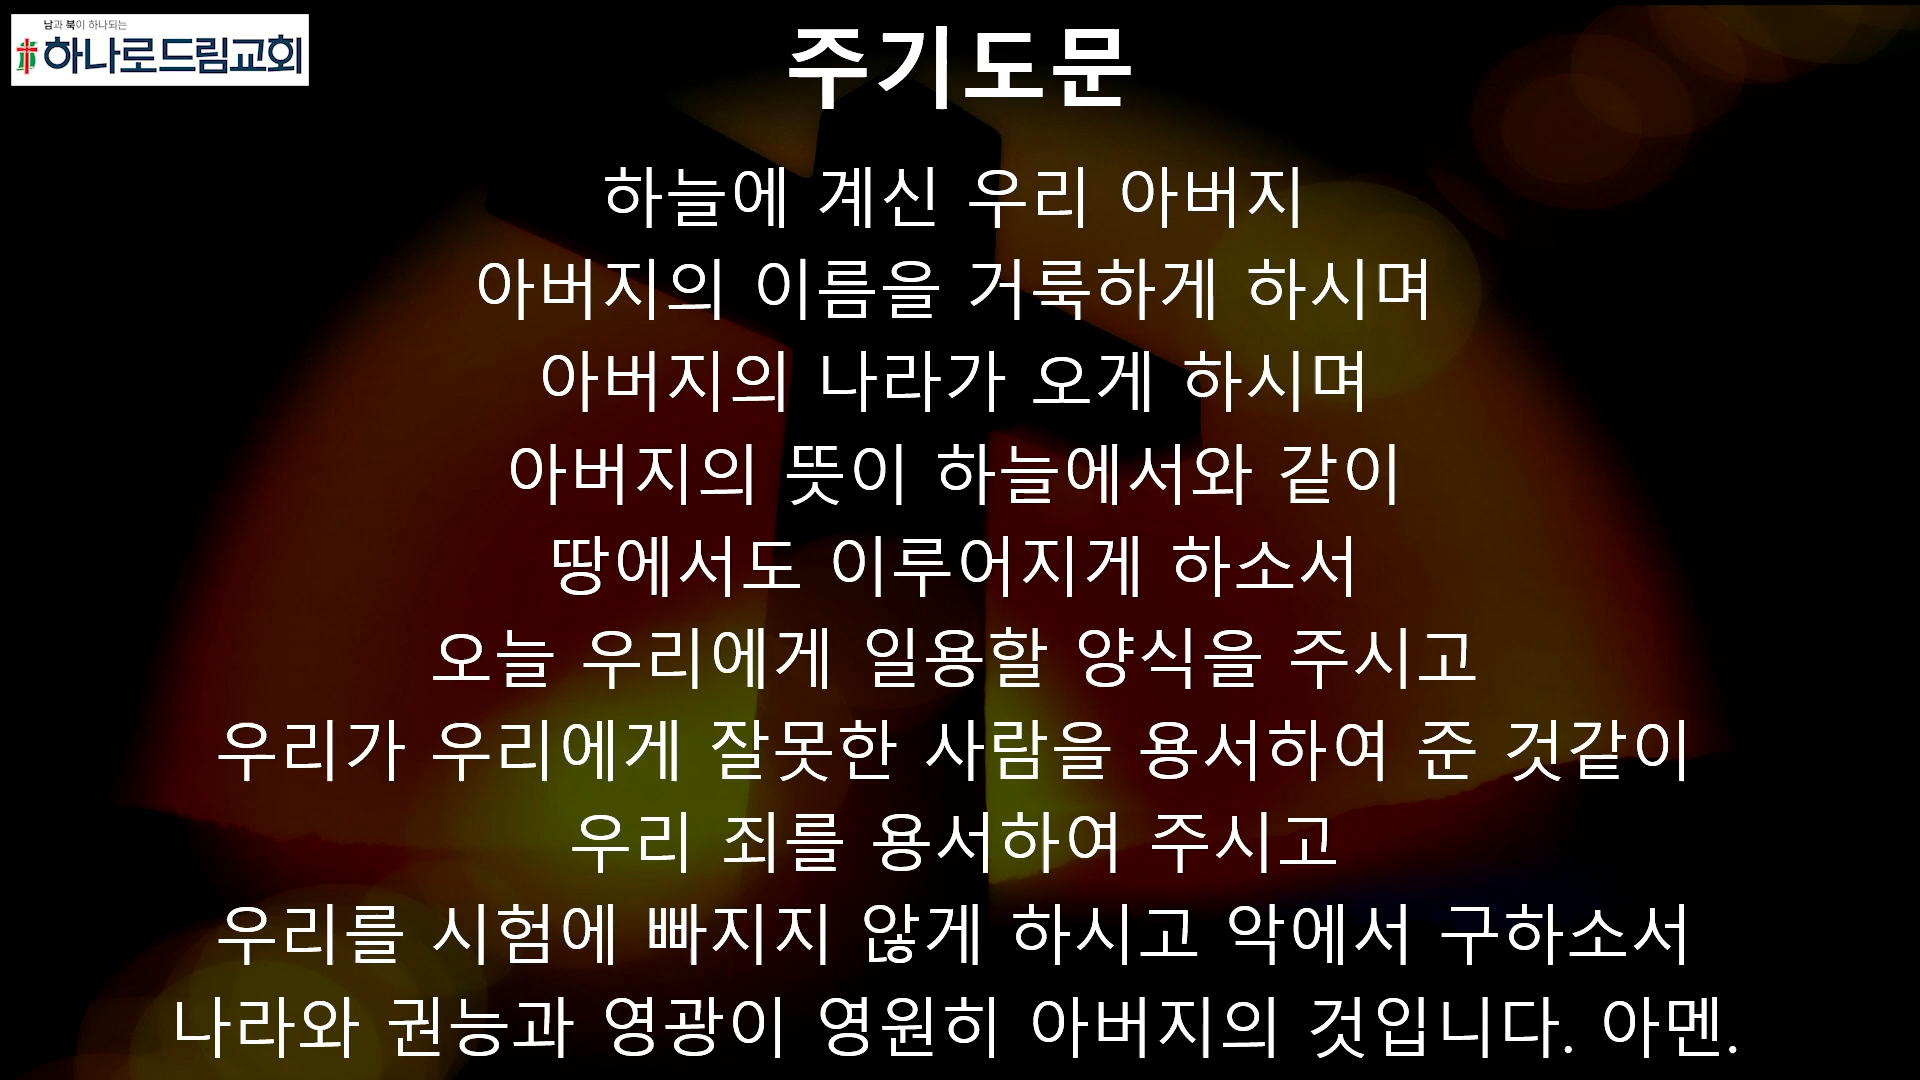 남과 북이 하나되는
하나로드림교회
주기도문
하늘에 계신 우리 아버지
아버지의 이름을 거룩하게 하시며
아버지의 나라가 오게 하시며
아버지의 뜻이 하늘에서와 같이
땅에서도 이루어지게 하소서
오늘 우리에게 일용할 양식을 주시고
우리가 우리에게 잘못한 사람을 용서하여 준 것같이
우리 죄를 용서하여 주시고
우리를 시험에 빠지지 않게 하시고 악에서 구하소서
나라와 권능과 영광이 영원히 아버지의 것입니다. 아멘.